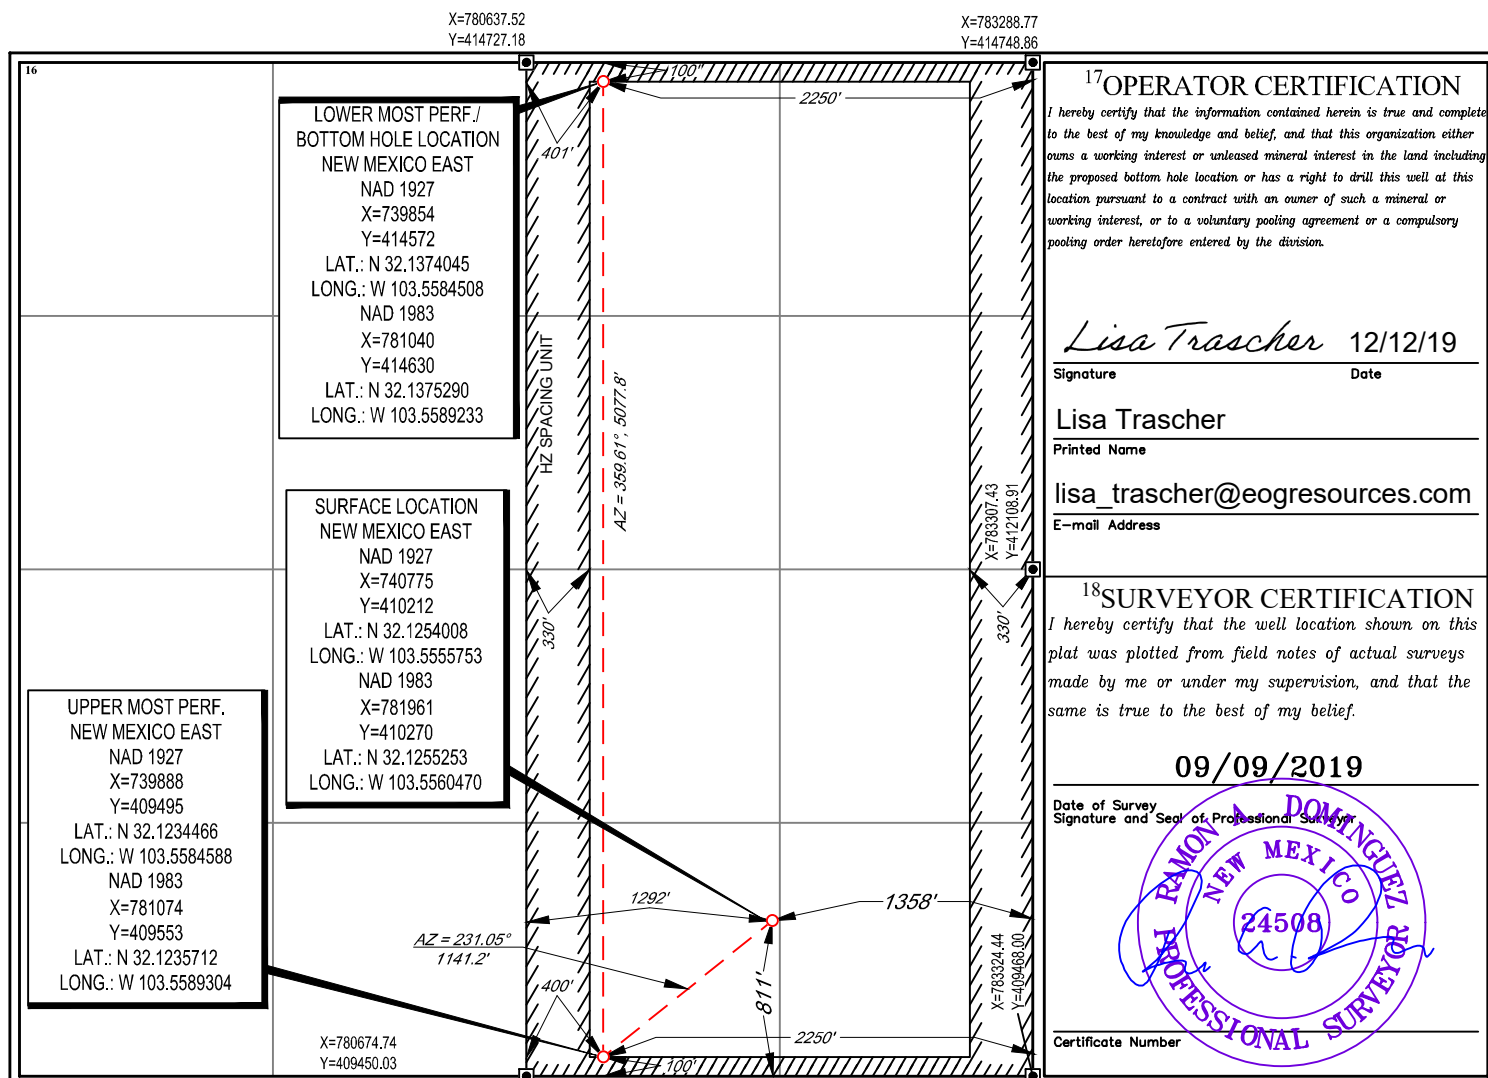 X=780637.52
Y=414727.18
X=783288.77
Y=414748.86
16
100"
2250'
401'
LOWER MOST PERF./
BOTTOM HOLE LOCATION
NEW MEXICO EAST
NAD 1927
X=739854
Y=414572
LAT.: N 32.1374045
LONG.: W 103.5584508
NAD 1983
X=781040
Y=414630
LAT.: N 32.1375290
LONG.: W 103.5589233
HZ SPACING UNIT
AZ = 359.61°, 5077.8'
SURFACE LOCATION
NEW MEXICO EAST
NAD 1927
X=740775
Y=410212
LAT.: N 32.1254008
LONG.: W 103.5555753
NAD 1983
X=781961
Y=410270
LAT.: N 32.1255253
LONG.: W 103.5560470
330'
X=783307.43
Y=412108.91
330'
UPPER MOST PERF.
NEW MEXICO EAST
NAD 1927
X=739888
Y=409495
LAT.: N 32.1234466
LONG.: W 103.5584588
NAD 1983
X=781074
Y=409553
LAT.: N 32.1235712
LONG.: W 103.5589304
1292'
1358'
AZ = 231.05°
1141.2'
400'
811'
X=783324.44
Y=409468.00
2250'
100'
X=780674.74
Y=409450.03
17OPERATOR CERTIFICATION
I hereby certify that the information contained herein is true and complete
to the best of my knowledge and belief, and that this organization either
owns a working interest or unleased mineral interest in the land including
the proposed bottom hole location or has a right to drill this well at this
location pursuant to a contract with an owner of such a mineral or
working interest, or to a voluntary pooling agreement or a compulsory
pooling order heretofore entered by the division.
Lisa Trascher 12/12/19
Signature Date
Lisa Trascher
Printed Name
lisa_trascher@eogresources.com
E-mail Address
18SURVEYOR CERTIFICATION
I hereby certify that the well location shown on this
plat was plotted from field notes of actual surveys
made by me or under my supervision, and that the
same is true to the best of my belief.
09/09/2019
Date of Survey
Signature and Seal of Professional Surveyor
RAMON A. DOMINGUEZ
NEW MEXICO
24508
PROFESSIONAL SURVEYOR
Certificate Number